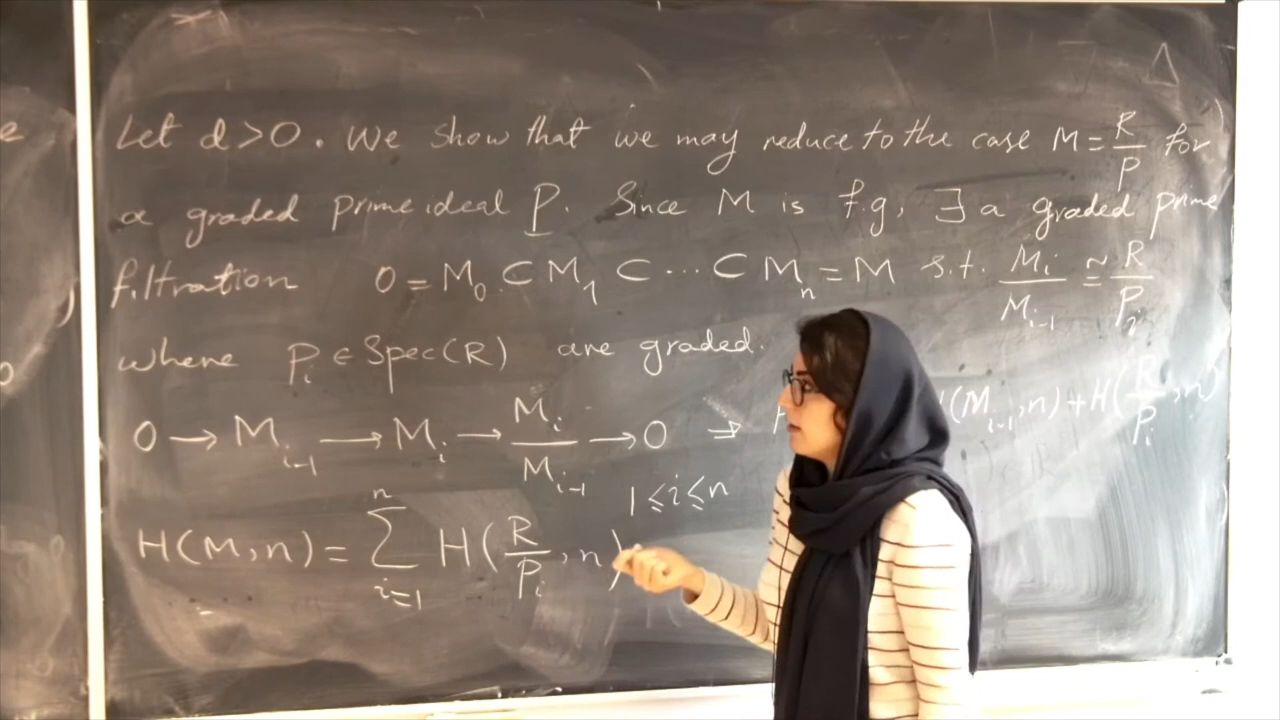 Let d > 0. We show that we may reduce to the case M = R/P for
a graded prime ideal P. Since M is f.g, ∃ a graded prime
filtration 0 = M₀ ⊂ M₁ ⊂ ··· ⊂ Mₙ = M s.t. Mᵢ/Mᵢ₋₁ ≅ R/Pᵢ
where Pᵢ ∈ Spec(R) are graded.
0 → Mᵢ₋₁ → Mᵢ → Mᵢ/Mᵢ₋₁ → 0 ⇒ (Mᵢ₋₁, n) + H(R/Pᵢ, n)
1 ≤ i ≤ n
H(M, n) = ∑ᵢ₌₁ⁿ H(R/Pᵢ, n)